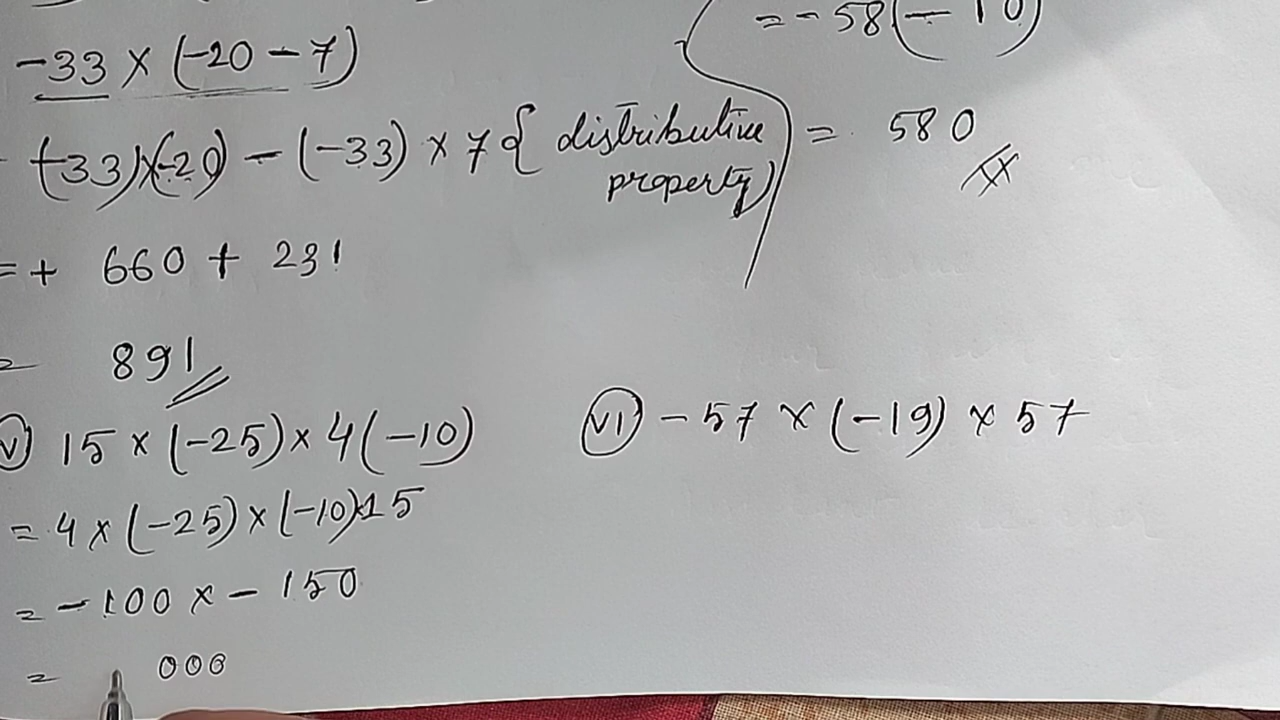 -33 × (-20 - 7)
(-33)×(-20) - (-33) × 7 { distributive property)
= + 660 + 231
= 891
v) 15 × (-25) × 4(-10)
= 4 × (-25) × (-10)×15
= -100 × - 150
= 000
= - 58(- 10)
= 580
(vi) - 57 × (-19) × 57